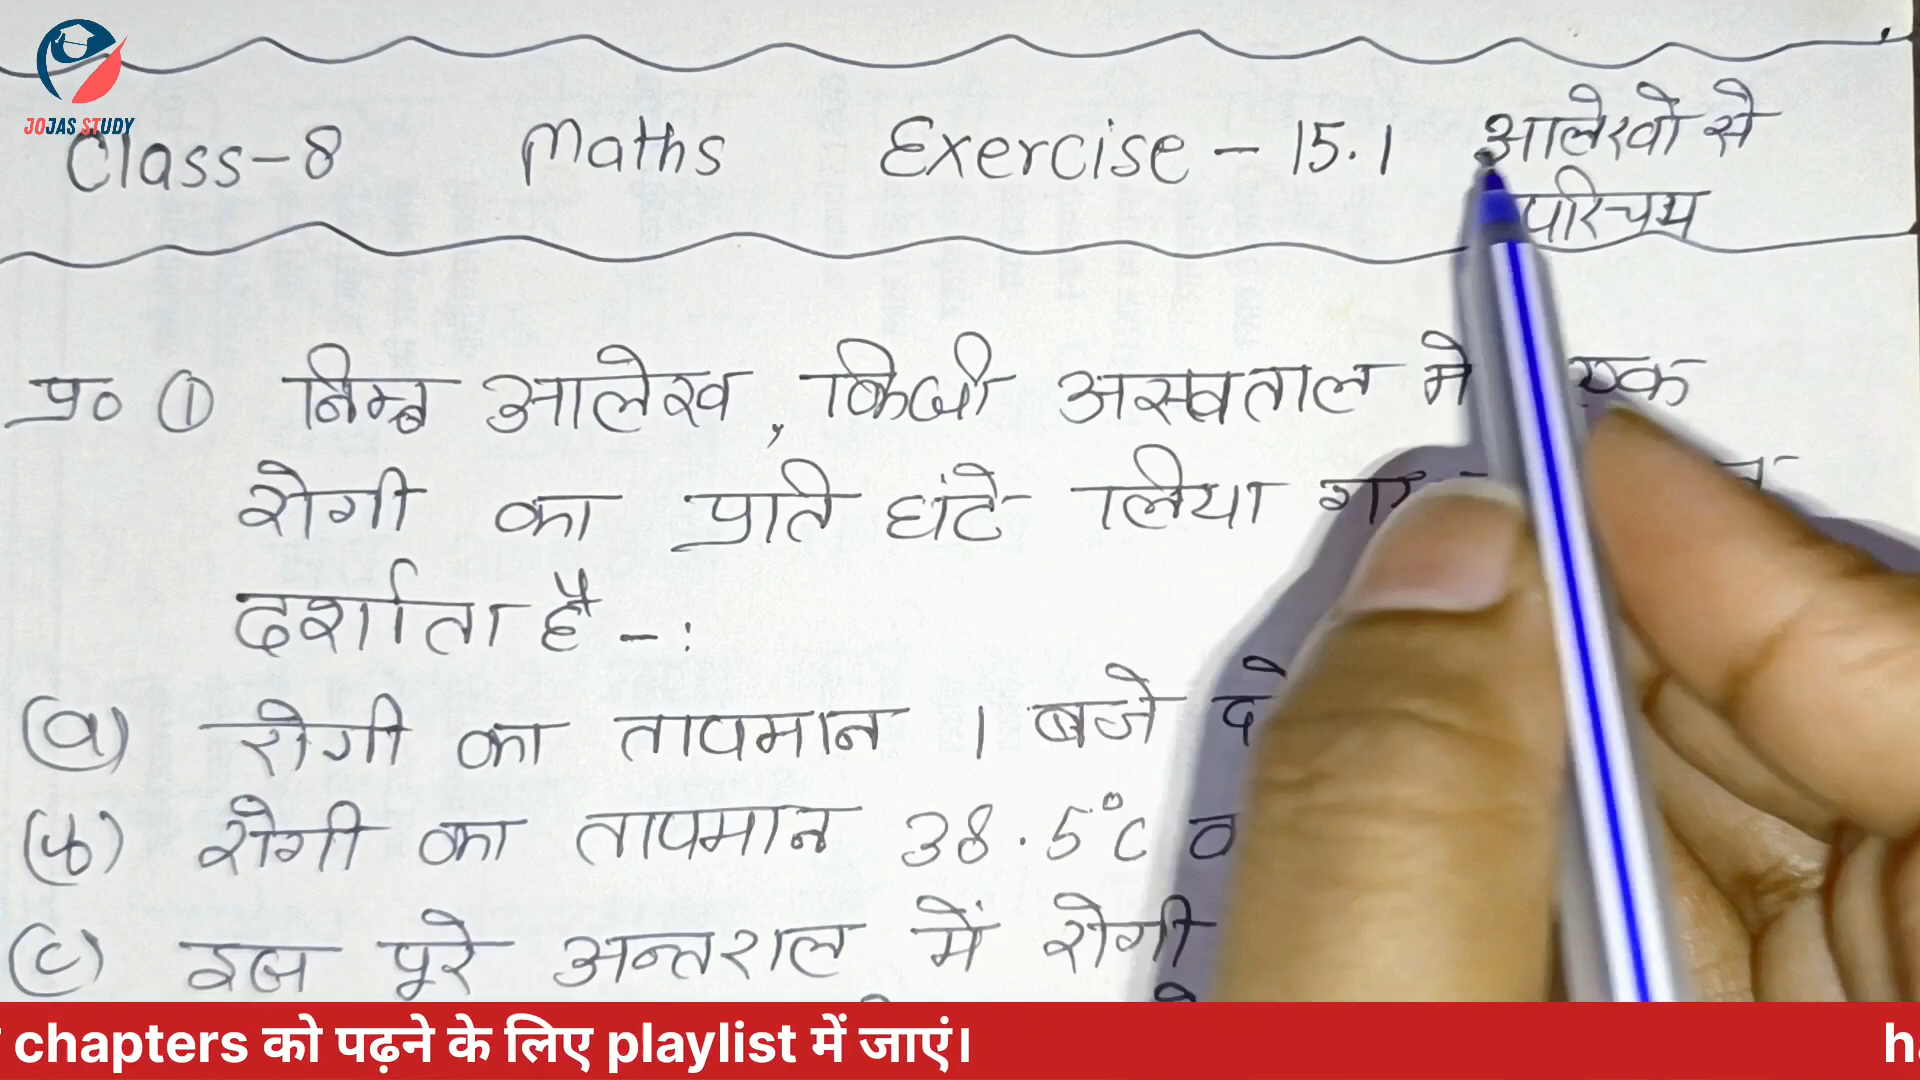 JOJAS STUDY
Class-8 Maths Exercise - 15.1 आलेखों से
परिचय
प्र० ① निम्न आलेख, किसी अस्पताल में एक
रोगी का प्रति घंटे लिया
दर्शाता है -:
(a) रोगी का तापमान 1 बजे
(b) रोगी का तापमान 38.5°C
(c) इस पूरे अन्तराल में रोगी
chapters को पढ़ने के लिए playlist में जाएं।